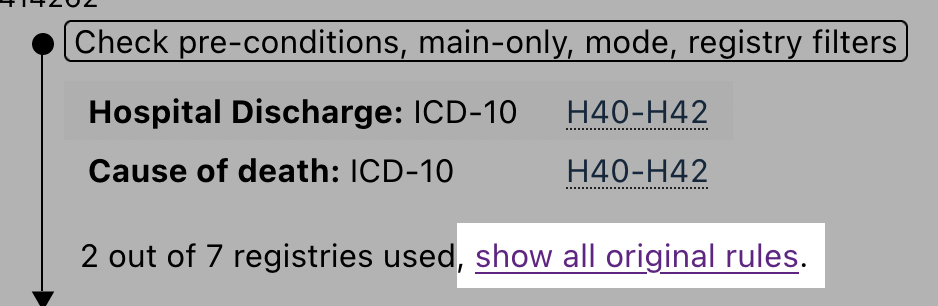 Check pre-conditions, main-only, mode, registry filters
Hospital Discharge: ICD-10 H40-H42
Cause of death: ICD-10 H40-H42
2 out of 7 registries used, show all original rules.